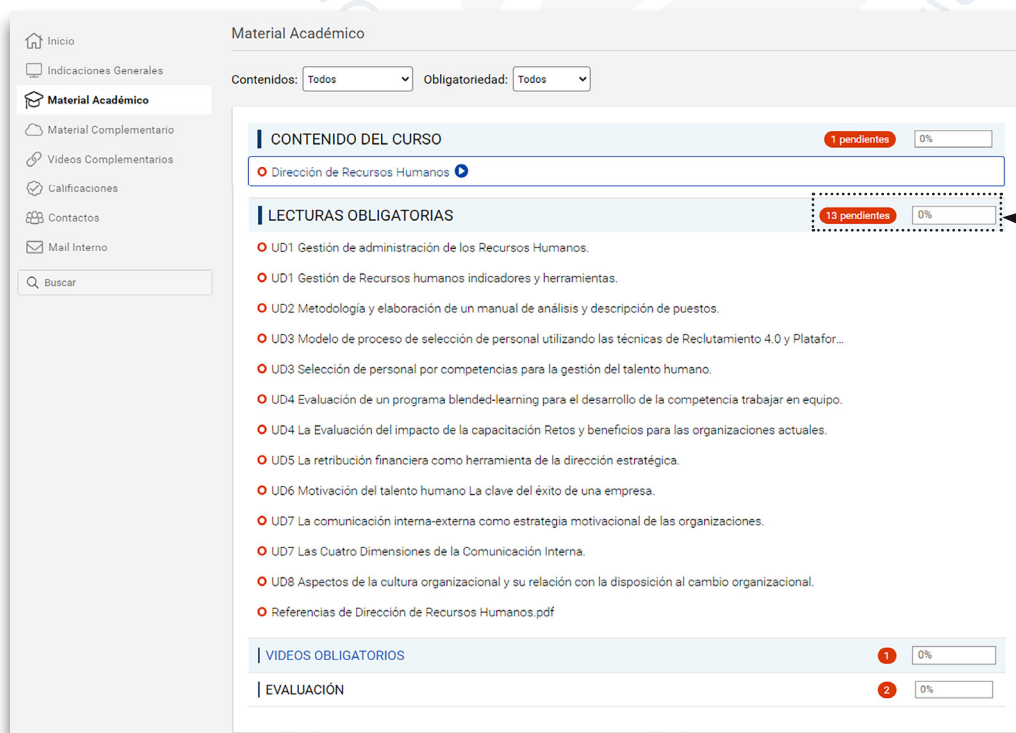 Inicio
Indicaciones Generales
Material Académico
Material Complementario
Videos Complementarios
Calificaciones
Contactos
Mail Interno
Buscar
Material Académico
Contenidos: Todos Obligatoriedad: Todos
CONTENIDO DEL CURSO 1 pendientes 0%
Dirección de Recursos Humanos
LECTURAS OBLIGATORIAS 13 pendientes 0%
UD1 Gestión de administración de los Recursos Humanos.
UD1 Gestión de Recursos humanos indicadores y herramientas.
UD2 Metodología y elaboración de un manual de análisis y descripción de puestos.
UD3 Modelo de proceso de selección de personal utilizando las técnicas de Reclutamiento 4.0 y Platafor...
UD3 Selección de personal por competencias para la gestión del talento humano.
UD4 Evaluación de un programa blended-learning para el desarrollo de la competencia trabajar en equipo.
UD4 La Evaluación del impacto de la capacitación Retos y beneficios para las organizaciones actuales.
UD5 La retribución financiera como herramienta de la dirección estratégica.
UD6 Motivación del talento humano La clave del éxito de una empresa.
UD7 La comunicación interna-externa como estrategia motivacional de las organizaciones.
UD7 Las Cuatro Dimensiones de la Comunicación Interna.
UD8 Aspectos de la cultura organizacional y su relación con la disposición al cambio organizacional.
Referencias de Dirección de Recursos Humanos.pdf
VIDEOS OBLIGATORIOS 1 0%
EVALUACIÓN 2 0%